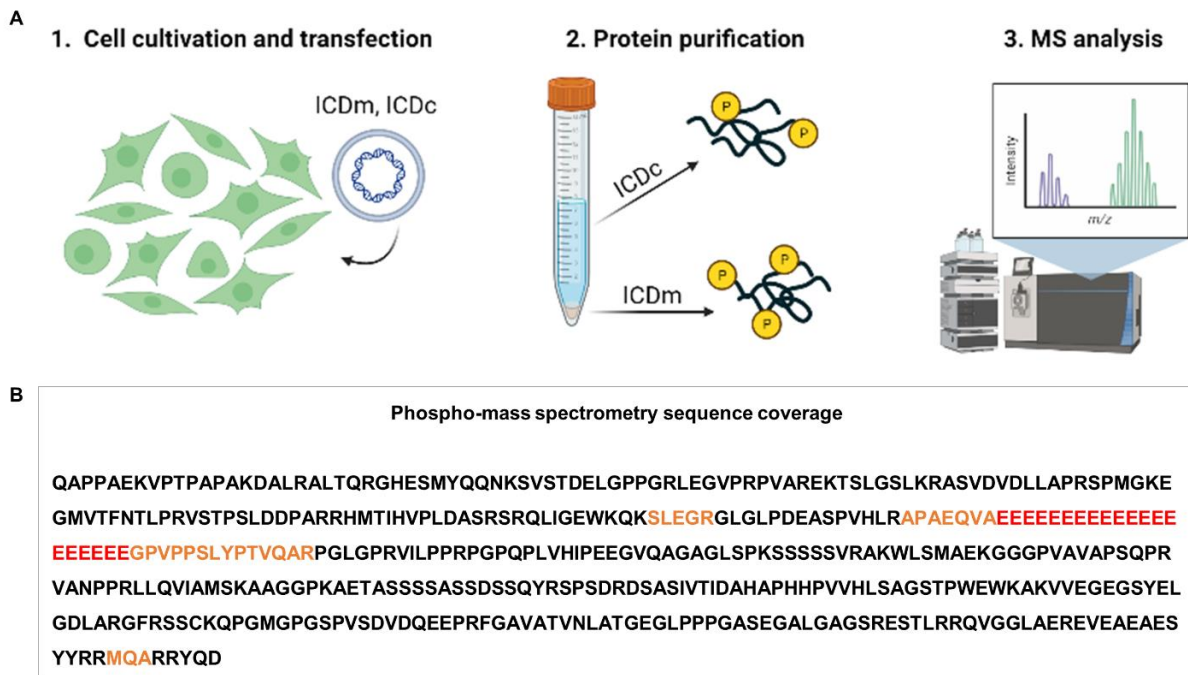 A
1. Cell cultivation and transfection
2. Protein purification
3. MS analysis
ICDm, ICDc
P
P
ICDc
P
P
P
ICDm
Intensity
m/z
B
Phospho-mass spectrometry sequence coverage
QAPPAEKVPTPAPAKDALRALTQRGHESMYQQNKSVSTDELGPPGRLEGVPRPVAREKTSLGSLKRASVDVDLLAPRSPMGKE
GMVTFNTLPRVSTPSLDDPARRHMTIHVPLDASRSRQLIGEWKQKSLEGRGLGLPDEASPVHLRAPAEQVAEEEEEEEEEEEEEE
EEEEEEGPVPPSLYPTVQARPGLGPRVILPPRPGPQPLVHIPEEGVQAGAGLSPKSSSSSVRAKWLSMAEKGGGPVAVAPSQPR
VANPPRLLQVIAMSKAAGGPKAETASSSSASSDSSQYRSPSDRDSASIVTIDAHAPHHPVVHLSAGSTPWEWKAKVVEGEGSYEL
GDLARGFRSSCKQPGMGPGSPVSDVDQEEPRFGAVATVNLATGEGLPPPGASEGALGAGSRESTLRRQVGGLAEREVEAEAES
YYRRMQARRYQD